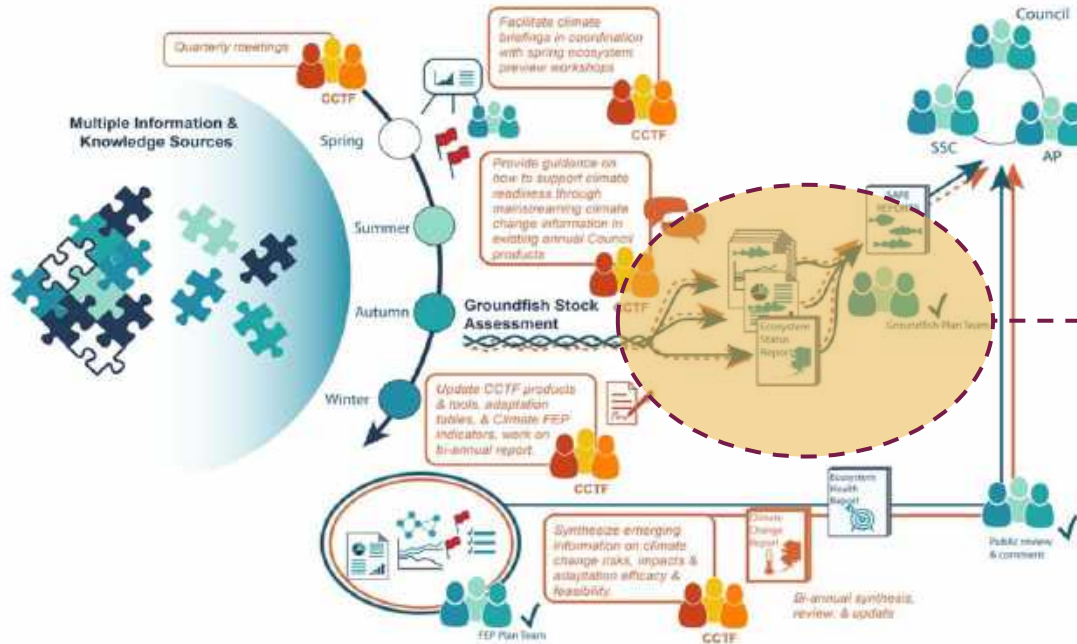 Quarterly meetings
CCTF
Facilitate climate
briefings in coordination
with spring ecosystem
preview workshops
CCTF
Council
SSC
AP
Multiple Information &
Knowledge Sources
Spring
Summer
Autumn
Winter
Provide guidance on
how to support climate
readiness through
mainstreaming climate
change information in
existing annual Council
products
CCTF
SAFE
REPORTS
Groundfish Stock
Assessment
Ecosystem
Status
Report
Groundfish Plan Team
Update CCTF products
& tools, adaptation
tables, & Climate FEP
indicators, work on
bi-annual report.
CCTF
Ecosystem
Health
Report
Synthesize emerging
information on climate
change risks, impacts &
adaptation efficacy &
feasibility.
CCTF
Climate
Change
Report
Public review
& comment
Bi-annual synthesis,
review, & update
FEP Plan Team